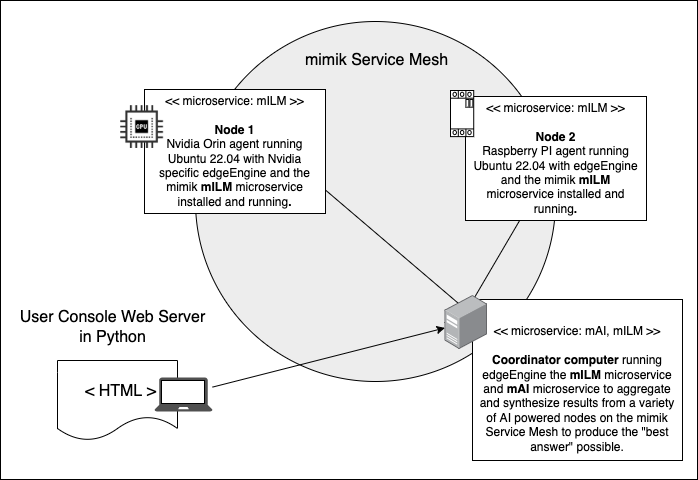 mimik Service Mesh
<< microservice: mILM >>
GPU
Node 1
Nvidia Orin agent running
Ubuntu 22.04 with Nvidia
specific edgeEngine and the
mimik mILM microservice
installed and running.
<< microservice: mILM >>
Node 2
Raspberry PI agent running
Ubuntu 22.04 with edgeEngine
and the mimik mILM
microservice installed and
running.
User Console Web Server
in Python
< HTML >
<< microservice: mAI, mILM >>
Coordinator computer running
edgeEngine the mILM microservice
and mAI microservice to aggregate
and synthesize results from a variety
of AI powered nodes on the mimik
Service Mesh to produce the "best
answer" possible.